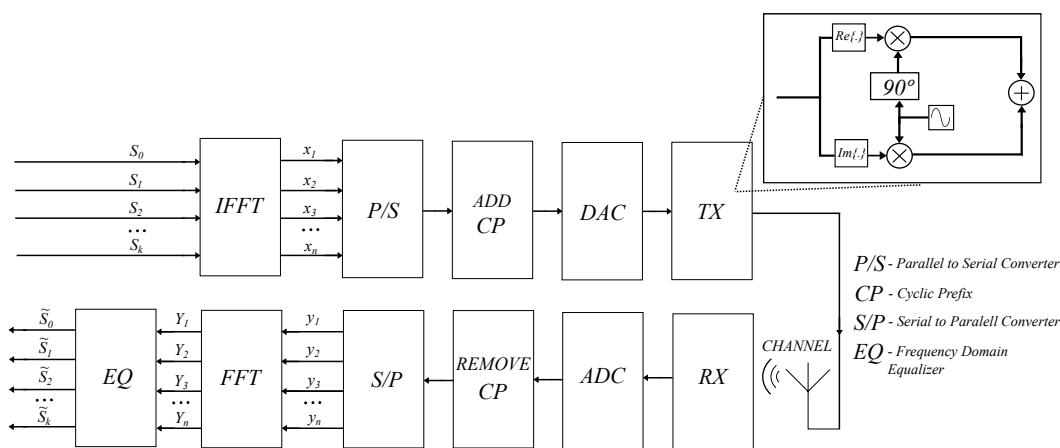 Re{.}
90º
Im{.}
S0
S1
S2
...
Sk
IFFT
x1
x2
x3
...
xn
P/S
ADD
CP
DAC
TX
P/S - Parallel to Serial Converter
CP - Cyclic Prefix
S/P - Serial to Paralell Converter
EQ - Frequency Domain
Equalizer
S̃0
S̃1
S̃2
...
S̃k
EQ
Y1
Y2
Y3
...
Yn
FFT
y1
y2
y3
...
yn
S/P
REMOVE
CP
ADC
RX
CHANNEL